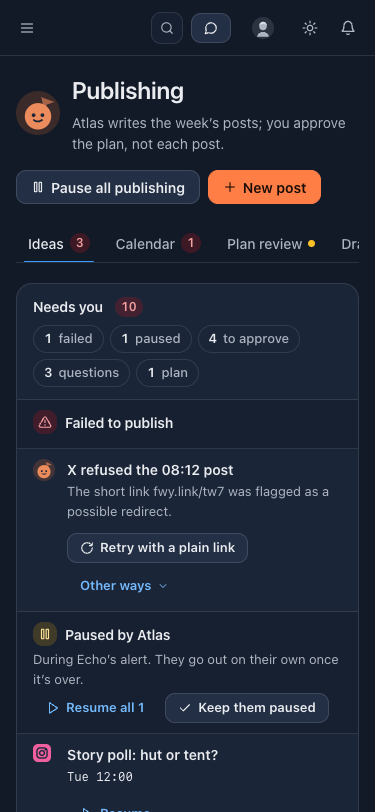 Publishing
Atlas writes the week's posts; you approve
the plan, not each post.
Pause all publishing
New post
Ideas 3 Calendar 1 Plan review Dra
Needs you 10
1 failed 1 paused 4 to approve
3 questions 1 plan
Failed to publish
X refused the 08:12 post
The short link fwy.link/tw7 was flagged as a
possible redirect.
Retry with a plain link
Other ways
Paused by Atlas
During Echo's alert. They go out on their own once
it's over.
Resume all 1 Keep them paused
Story poll: hut or tent?
Tue 12:00
Resume